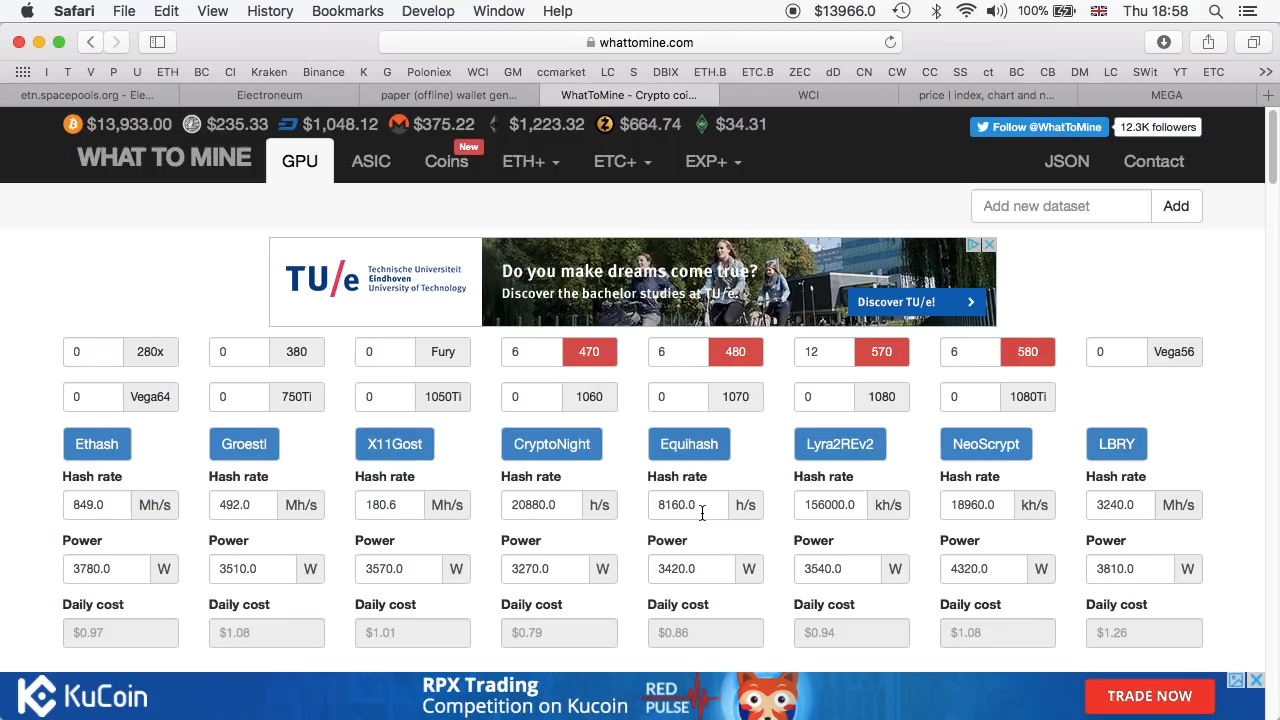 Safari File Edit View History Bookmarks Develop Window Help $13966.0 100% Thu 18:58
whattomine.com
I T V P U ETH BC CI Kraken Binance K G Poloniex WCI GM ccmarket LC S DBIX ETH.B ETC.B ZEC dD CN CW CC SS ct BC CB DM LC SWit YT ETC >>
etn.spacepools.org - Ele... Electroneum paper (offline) wallet gen... WhatToMine - Crypto coi... WCI price | index, chart and n... MEGA +
$13,933.00 $235.33 $1,048.12 $375.22 $1,223.32 $664.74 $34.31 Follow @WhatToMine 12.3K followers
WHAT TO MINE GPU ASIC Coins New ETH+ ETC+ EXP+ JSON Contact
Add new dataset Add
TU/e Technische Universiteit
Eindhoven
University of Technology
Do you make dreams come true?
Discover the bachelor studies at TU/e.
Discover TU/e!
0 280x 0 380 0 Fury 6 470 6 480 12 570 6 580 0 Vega56
0 Vega64 0 750Ti 0 1050Ti 0 1060 0 1070 0 1080 0 1080Ti
Ethash Groestl X11Gost CryptoNight Equihash Lyra2REv2 NeoScrypt LBRY
Hash rate Hash rate Hash rate Hash rate Hash rate Hash rate Hash rate Hash rate
849.0 Mh/s 492.0 Mh/s 180.6 Mh/s 20880.0 h/s 8160.0 h/s 156000.0 kh/s 18960.0 kh/s 3240.0 Mh/s
Power Power Power Power Power Power Power Power
3780.0 W 3510.0 W 3570.0 W 3270.0 W 3420.0 W 3540.0 W 4320.0 W 3810.0 W
Daily cost Daily cost Daily cost Daily cost Daily cost Daily cost Daily cost Daily cost
$0.97 $1.08 $1.01 $0.79 $0.86 $0.94 $1.08 $1.26
KuCoin
RPX Trading
Competition on Kucoin
RED
PULSE
TRADE NOW